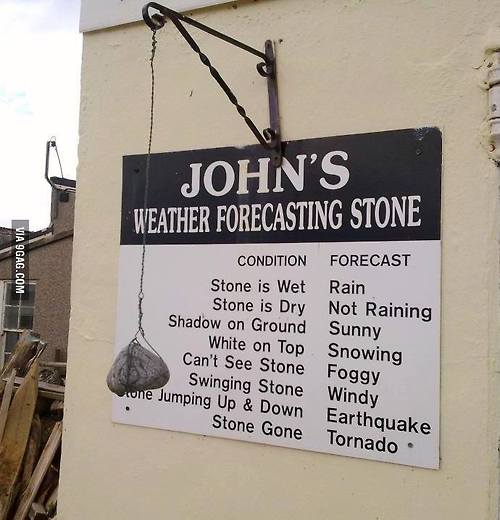 JOHN'S
WEATHER FORECASTING STONE
CONDITION FORECAST
Stone is Wet Rain
Stone is Dry Not Raining
Shadow on Ground Sunny
White on Top Snowing
Can't See Stone Foggy
Swinging Stone Windy
Stone Jumping Up & Down Earthquake
Stone Gone Tornado
VIA 9GAG.COM